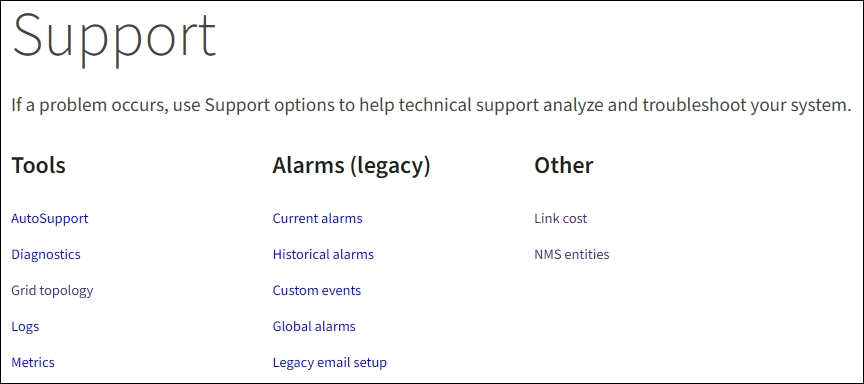 Support
If a problem occurs, use Support options to help technical support analyze and troubleshoot your system.
Tools
AutoSupport
Diagnostics
Grid topology
Logs
Metrics
Alarms (legacy)
Current alarms
Historical alarms
Custom events
Global alarms
Legacy email setup
Other
Link cost
NMS entities